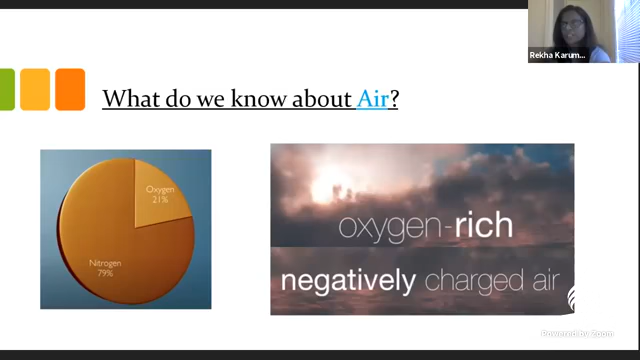 Rekha Karum...
What do we know about Air?
Oxygen
21%
Nitrogen
79%
oxygen-rich
negatively charged air
Powered by Zoom